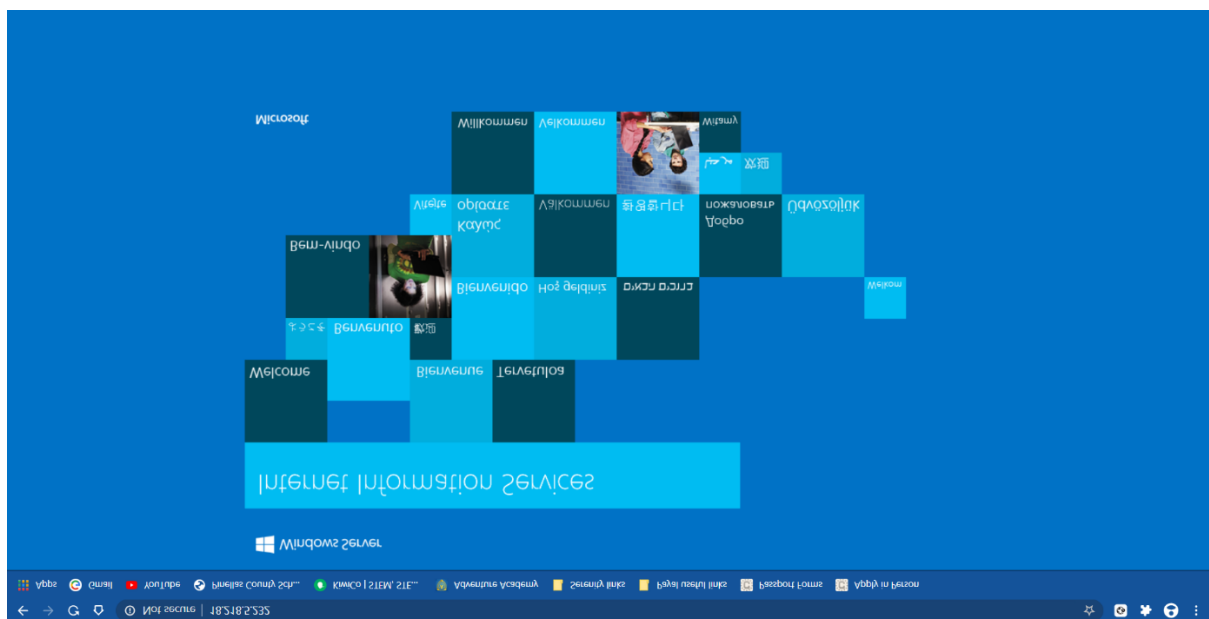 Not secure | 18.218.5.232
Apps Gmail YouTube Pinellas County Sch... KiwiCo | STEM, STE... Adventure Academy Serenity links Payal useful links Passport Forms Apply in Person
Windows Server
Internet Information Services
Welcome
Bienvenue
Tervetuloa
ようこそ
Benvenuto
歡迎
Bienvenido
Hoş geldiniz
ברוכים הבאים
Welkom
Bem-vindo
Vítejte
Καλώς
ορίσατε
Välkommen
환영합니다
Добро
пожаловать
Üdvözöljük
مرحبا
欢迎
Willkommen
Velkommen
Witamy
Microsoft